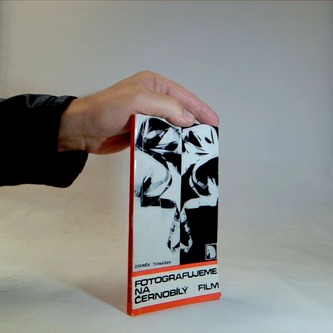 ZDENĚK TOMÁŠEK
FOTOGRAFUJEME
NA
ČERNOBÍLÝ FILM